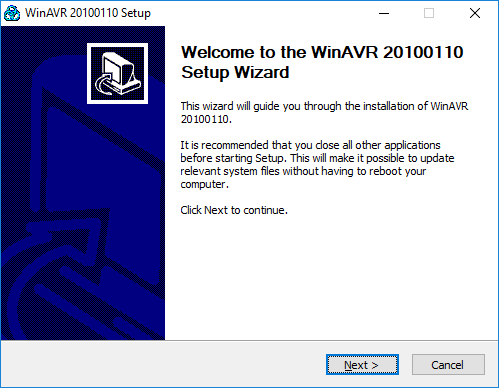 WinAVR 20100110 Setup
Welcome to the WinAVR 20100110
Setup Wizard
This wizard will guide you through the installation of WinAVR
20100110.
It is recommended that you close all other applications
before starting Setup. This will make it possible to update
relevant system files without having to reboot your
computer.
Click Next to continue.
Next >
Cancel